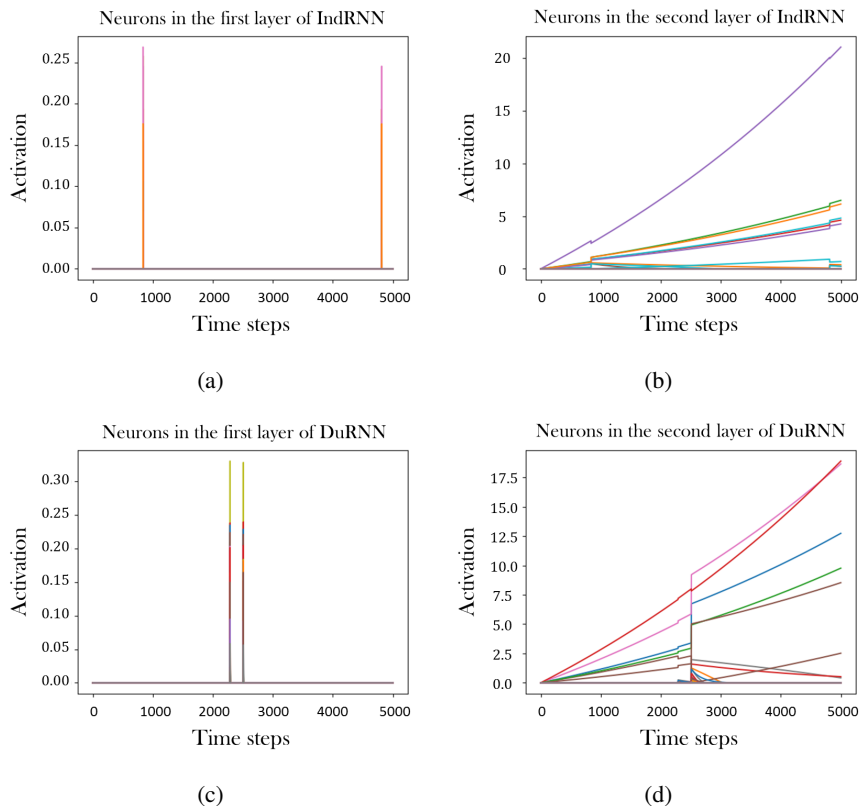 Neurons in the first layer of IndRNN
Activation
0.25
0.20
0.15
0.10
0.05
0.00
0 1000 2000 3000 4000 5000
Time steps
(a)
Neurons in the second layer of IndRNN
Activation
20
15
10
5
0
0 1000 2000 3000 4000 5000
Time steps
(b)
Neurons in the first layer of DuRNN
Activation
0.30
0.25
0.20
0.15
0.10
0.05
0.00
0 1000 2000 3000 4000 5000
Time steps
(c)
Neurons in the second layer of DuRNN
Activation
17.5
15.0
12.5
10.0
7.5
5.0
2.5
0.0
0 1000 2000 3000 4000 5000
Time steps
(d)